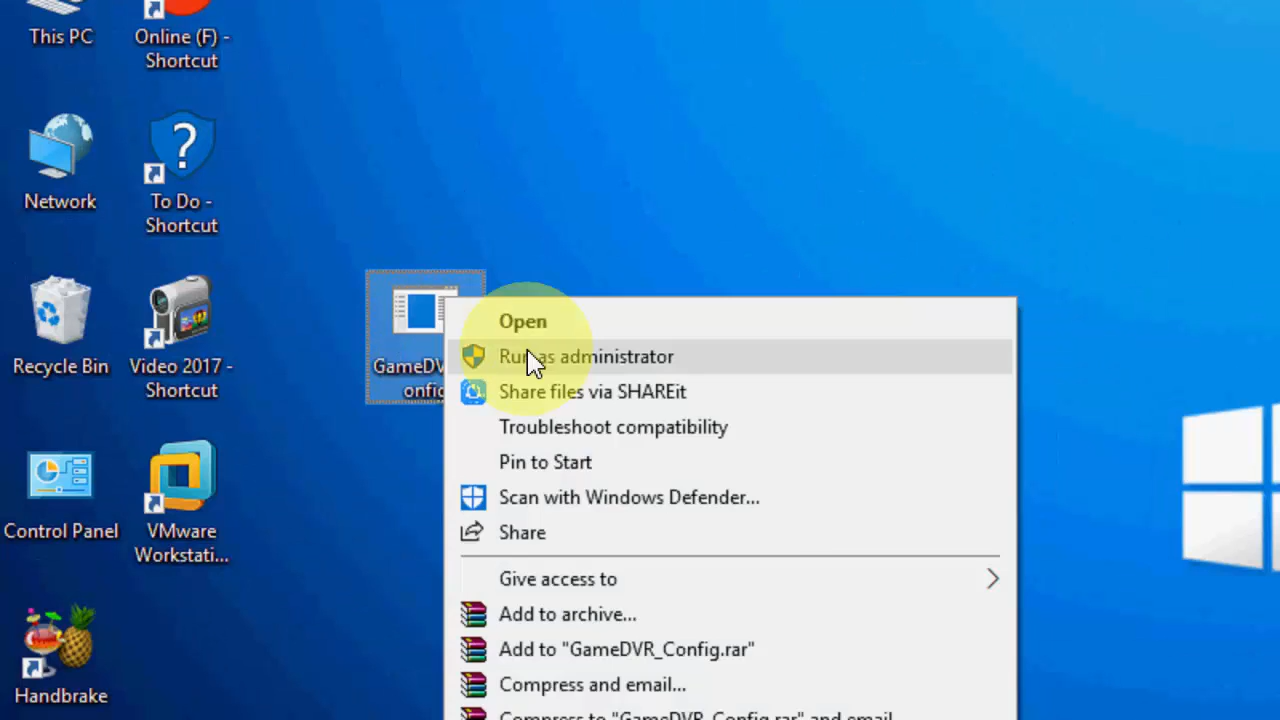 This PC
Online (F) -
Shortcut
Network
To Do -
Shortcut
Recycle Bin
Video 2017 -
Shortcut
GameDV
onfic
Control Panel
VMware
Workstati...
Handbrake
Open
Run as administrator
Share files via SHAREit
Troubleshoot compatibility
Pin to Start
Scan with Windows Defender...
Share
Give access to
Add to archive...
Add to "GameDVR_Config.rar"
Compress and email...
Compress to "GameDVR_Config.rar" and email